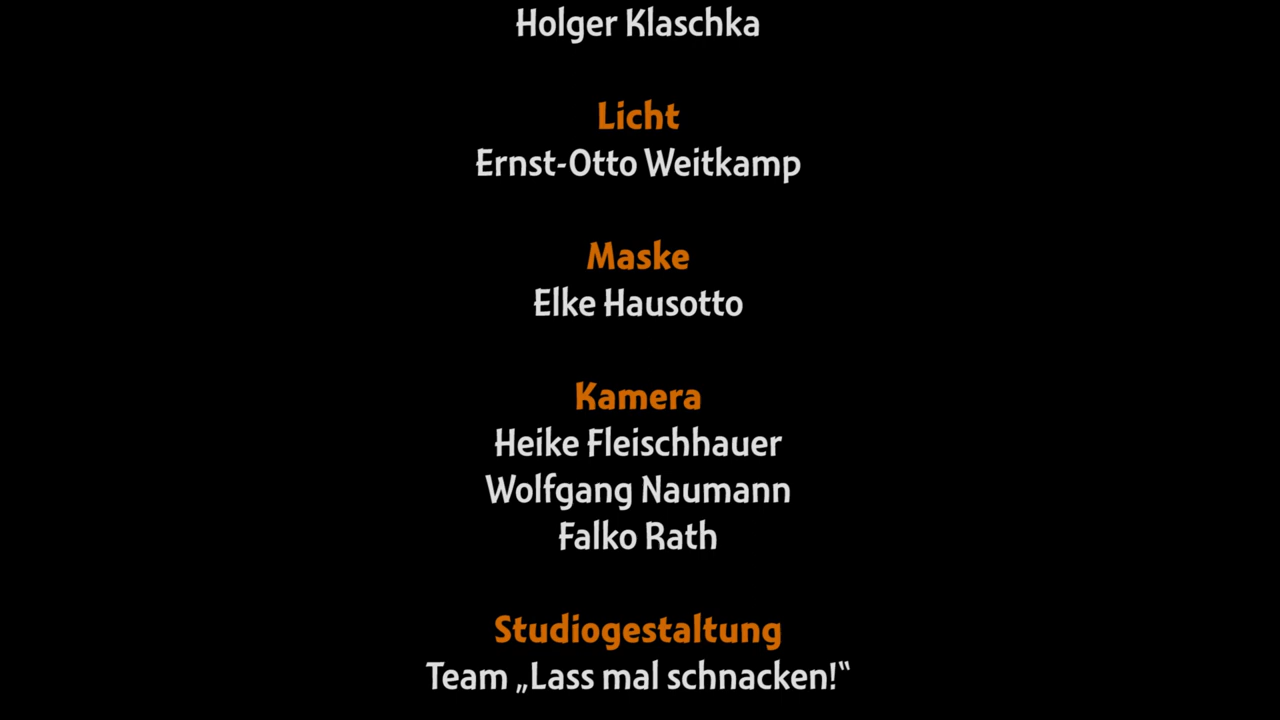 Holger Klaschka
Licht
Ernst-Otto Weitkamp
Maske
Elke Hausotto
Kamera
Heike Fleischhauer
Wolfgang Naumann
Falko Rath
Studiogestaltung
Team „Lass mal schnacken!“